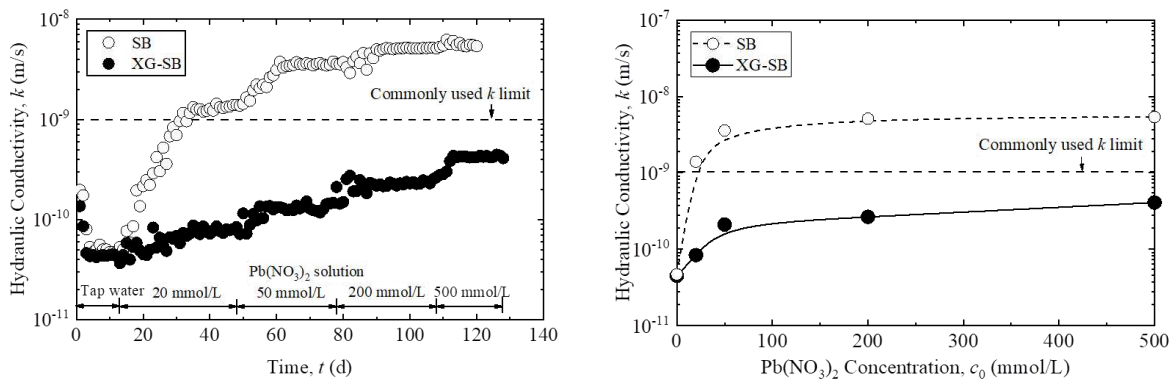 10⁻⁸
10⁻⁹
10⁻¹⁰
10⁻¹¹
Hydraulic Conductivity, k (m/s)
SB
XG-SB
Commonly used k limit
Pb(NO₃)₂ solution
Tap water
20 mmol/L
50 mmol/L
200 mmol/L
500 mmol/L
0 20 40 60 80 100 120 140
Time, t (d)
10⁻⁷
10⁻⁸
10⁻⁹
10⁻¹⁰
10⁻¹¹
Hydraulic Conductivity, k (m/s)
SB
XG-SB
Commonly used k limit
0 100 200 300 400 500
Pb(NO₃)₂ Concentration, c₀ (mmol/L)